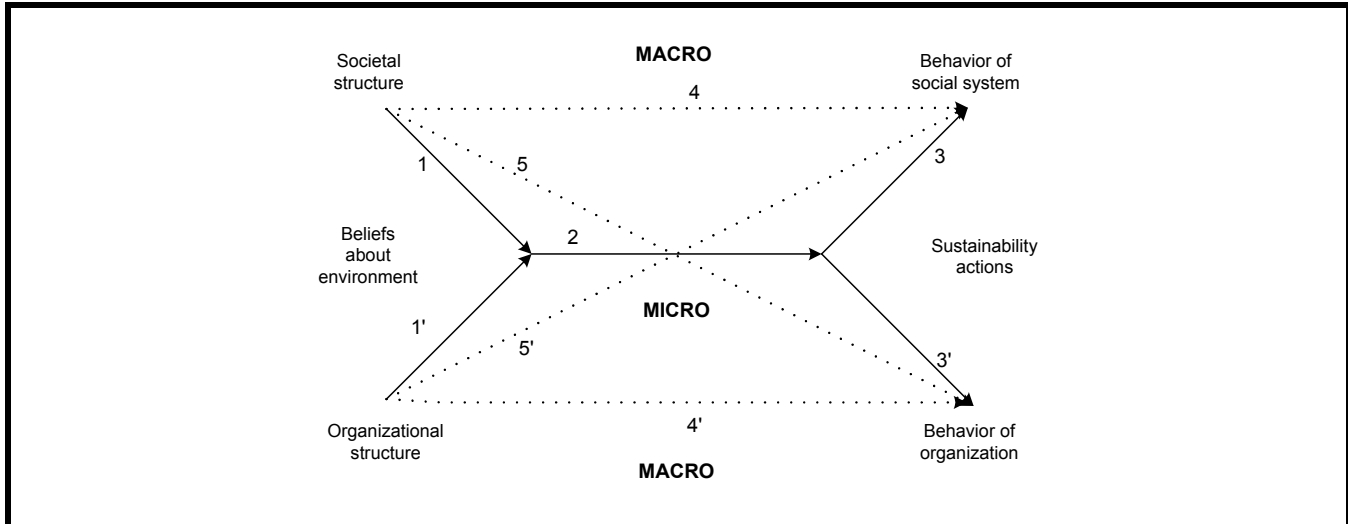 MACRO
Societal
structure
Behavior of
social system
4
1
5
3
Beliefs
about
environment
2
Sustainability
actions
MICRO
1'
5'
3'
4'
Organizational
structure
Behavior of
organization
MACRO